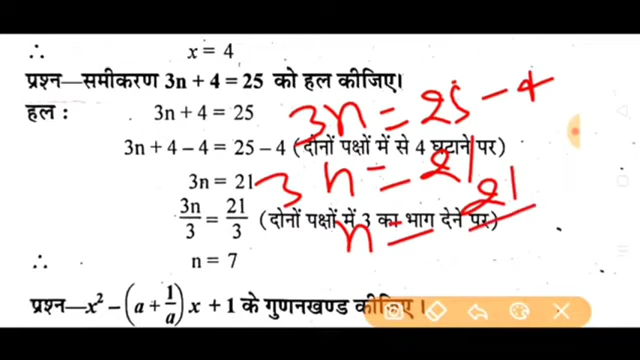 ∴ x = 4
प्रश्न—समीकरण 3n + 4 = 25 को हल कीजिए।
हल : 3n + 4 = 25
3n = 25 – 4
3n + 4 – 4 = 25 – 4 (दोनों पक्षों में से 4 घटाने पर)
3n = 21
3 n = 21
3n/3 = 21/3 (दोनों पक्षों में 3 का भाग देने पर)
n = 21
∴ n = 7
प्रश्न—x² – (a + 1/a) x + 1 के गुणनखण्ड कीजिए।